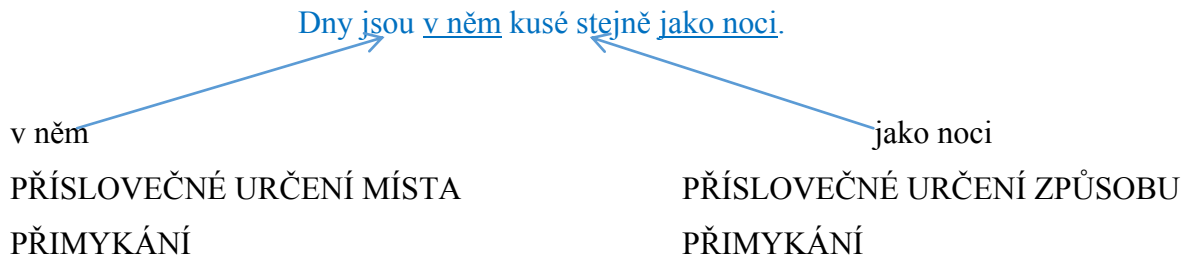 Dny jsou v něm kusé stejně jako noci.
v něm jako noci
PŘÍSLOVEČNÉ URČENÍ MÍSTA PŘÍSLOVEČNÉ URČENÍ ZPŮSOBU
PŘIMYKÁNÍ PŘIMYKÁNÍ